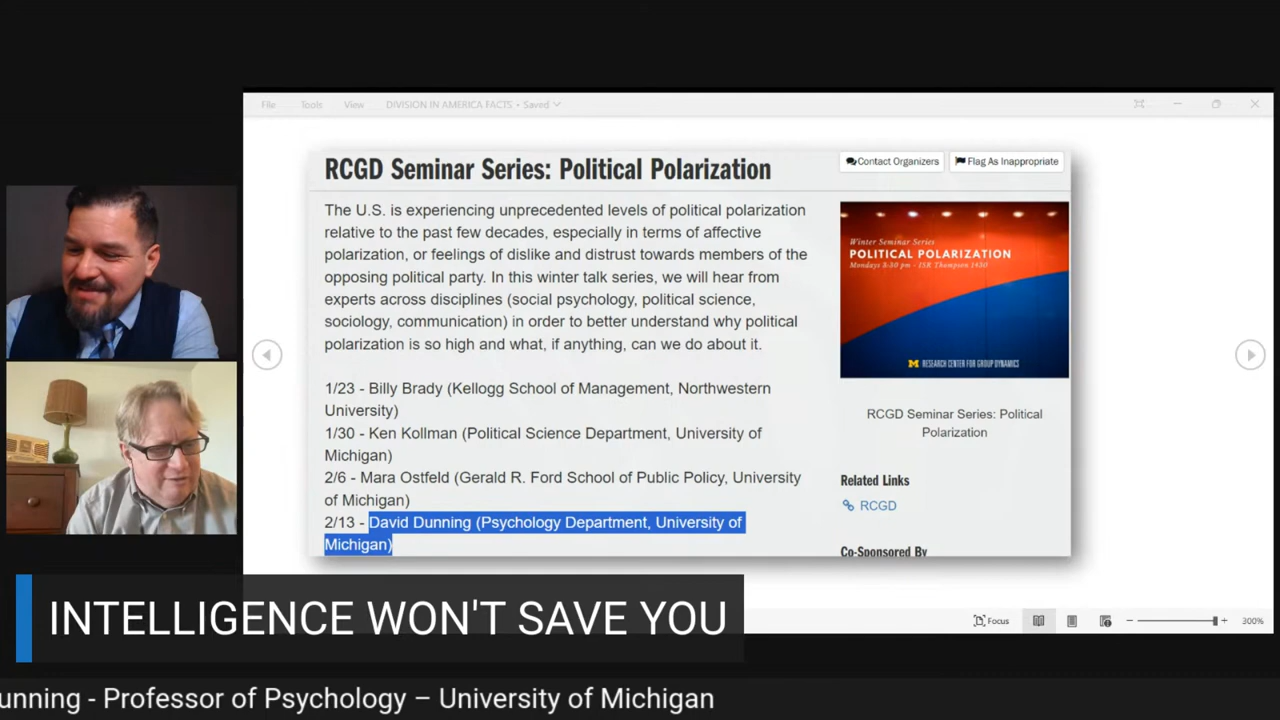 File Tools View DIVISION IN AMERICA FACTS • Saved
RCGD Seminar Series: Political Polarization
Contact Organizers
Flag As Inappropriate
The U.S. is experiencing unprecedented levels of political polarization
relative to the past few decades, especially in terms of affective
polarization, or feelings of dislike and distrust towards members of the
opposing political party. In this winter talk series, we will hear from
experts across disciplines (social psychology, political science,
sociology, communication) in order to better understand why political
polarization is so high and what, if anything, can we do about it.
1/23 - Billy Brady (Kellogg School of Management, Northwestern
University)
1/30 - Ken Kollman (Political Science Department, University of
Michigan)
2/6 - Mara Ostfeld (Gerald R. Ford School of Public Policy, University
of Michigan)
2/13 - David Dunning (Psychology Department, University of
Michigan)
Winter Seminar Series
POLITICAL POLARIZATION
Mondays 3:30 pm - ISR Thompson 1430
M RESEARCH CENTER FOR GROUP DYNAMICS
RCGD Seminar Series: Political
Polarization
Related Links
RCGD
Co-Sponsored By
Focus
300%
INTELLIGENCE WON'T SAVE YOU
unning - Professor of Psychology – University of Michigan